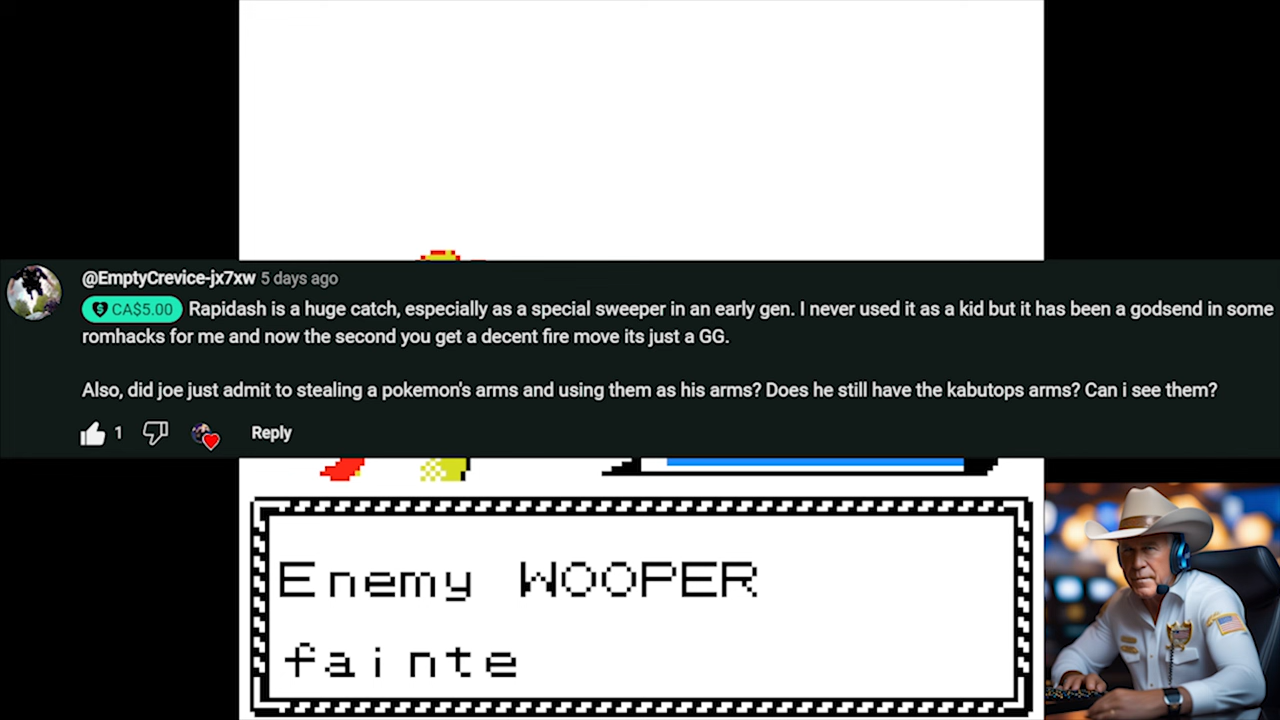 @EmptyCrevice-jx7xw 5 days ago
CA$5.00 Rapidash is a huge catch, especially as a special sweeper in an early gen. I never used it as a kid but it has been a godsend in some
romhacks for me and now the second you get a decent fire move its just a GG.
Also, did joe just admit to stealing a pokemon's arms and using them as his arms? Does he still have the kabutops arms? Can i see them?
1 Reply
Enemy WOOPER
fainte